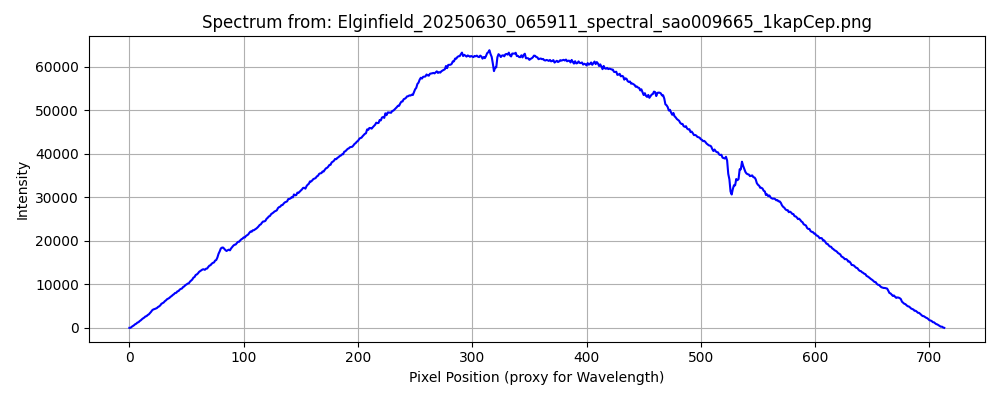 Spectrum from: Elginfield_20250630_065911_spectral_sao009665_1kapCep.png
Intensity
60000
50000
40000
30000
20000
10000
0
0 100 200 300 400 500 600 700
Pixel Position (proxy for Wavelength)